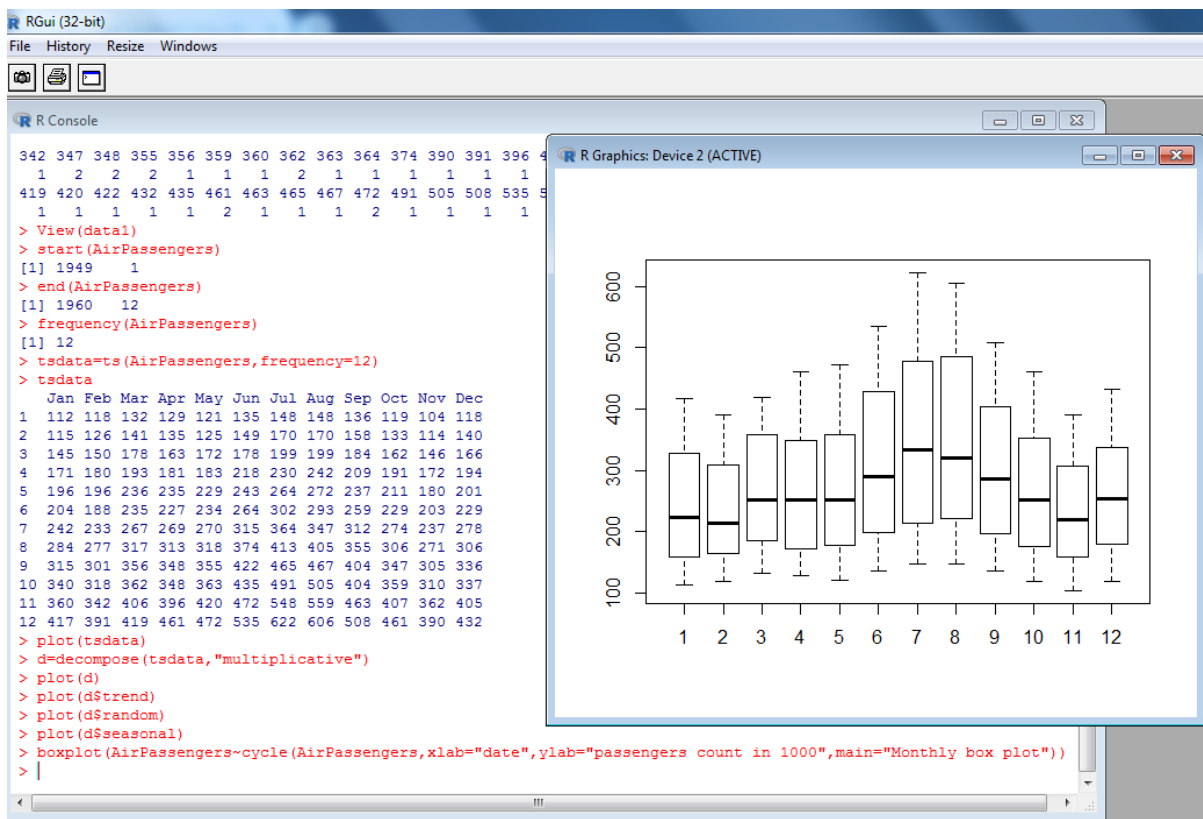 RGui (32-bit)
File History Resize Windows
R Console
342 347 348 355 356 359 360 362 363 364 374 390 391 396 4
1 2 2 2 1 1 1 2 1 1 1 1 1 1
419 420 422 432 435 461 463 465 467 472 491 505 508 535 5
1 1 1 1 1 2 1 1 1 2 1 1 1 1
> View(data1)
> start(AirPassengers)
[1] 1949 1
> end(AirPassengers)
[1] 1960 12
> frequency(AirPassengers)
[1] 12
> tsdata=ts(AirPassengers,frequency=12)
> tsdata
Jan Feb Mar Apr May Jun Jul Aug Sep Oct Nov Dec
1 112 118 132 129 121 135 148 148 136 119 104 118
2 115 126 141 135 125 149 170 170 158 133 114 140
3 145 150 178 163 172 178 199 199 184 162 146 166
4 171 180 193 181 183 218 230 242 209 191 172 194
5 196 196 236 235 229 243 264 272 237 211 180 201
6 204 188 235 227 234 264 302 293 259 229 203 229
7 242 233 267 269 270 315 364 347 312 274 237 278
8 284 277 317 313 318 374 413 405 355 306 271 306
9 315 301 356 348 355 422 465 467 404 347 305 336
10 340 318 362 348 363 435 491 505 404 359 310 337
11 360 342 406 396 420 472 548 559 463 407 362 405
12 417 391 419 461 472 535 622 606 508 461 390 432
> plot(tsdata)
> d=decompose(tsdata,"multiplicative")
> plot(d)
> plot(d$trend)
> plot(d$random)
> plot(d$seasonal)
> boxplot(AirPassengers~cycle(AirPassengers,xlab="date",ylab="passengers count in 1000",main="Monthly box plot"))
>
R Graphics: Device 2 (ACTIVE)
600
500
400
300
200
100
1 2 3 4 5 6 7 8 9 10 11 12